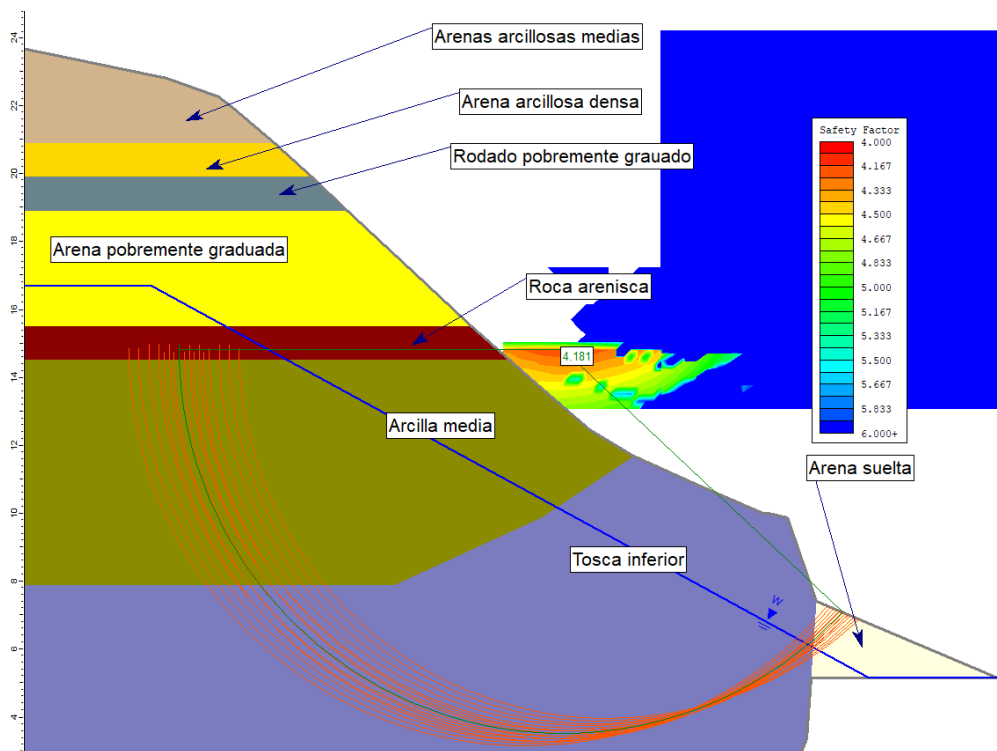 Arenas arcillosas medias
Arena arcillosa densa
Rodado pobremente grauado
Arena pobremente graduada
Roca arenisca
Arcilla media
Tosca inferior
Arena suelta
4.181
W
Safety Factor
4.000
4.167
4.333
4.500
4.667
4.833
5.000
5.167
5.333
5.500
5.667
5.833
6.000+
24
22
20
18
16
14
12
10
8
6
4